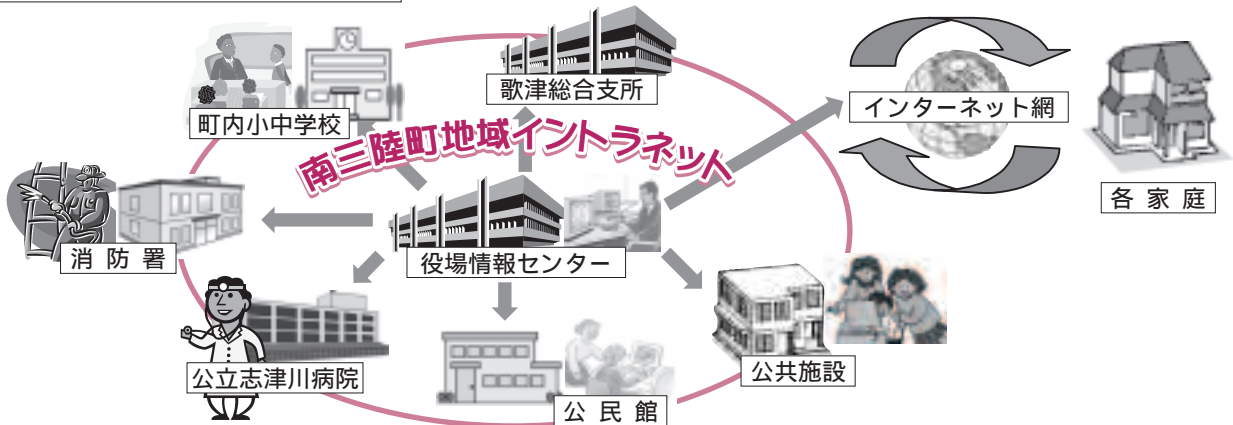 歌津総合支所
町内小中学校
インターネット網
南三陸町地域イントラネット
各家庭
消防署
役場情報センター
公立志津川病院
公共施設
公民館